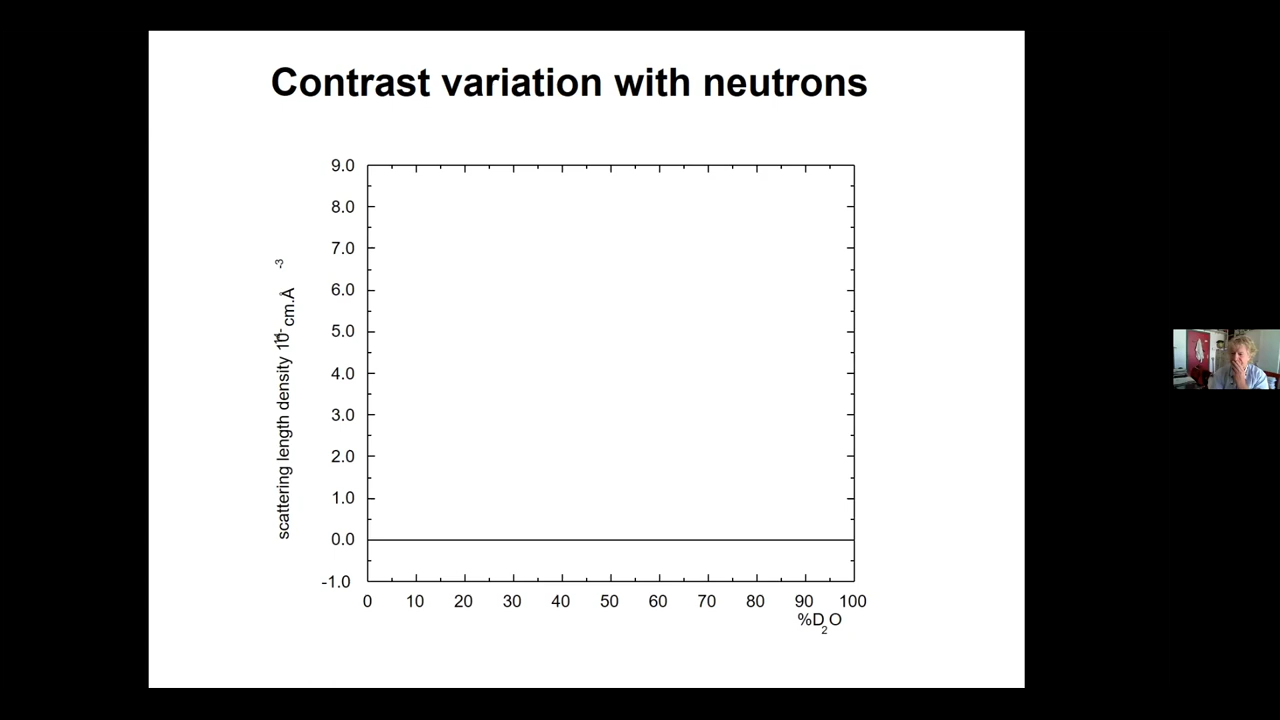 Contrast variation with neutrons
9.0
8.0
7.0
6.0
5.0
4.0
3.0
2.0
1.0
0.0
-1.0
scattering length density 10 cm.Å -3
0 10 20 30 40 50 60 70 80 90 100
%D2O